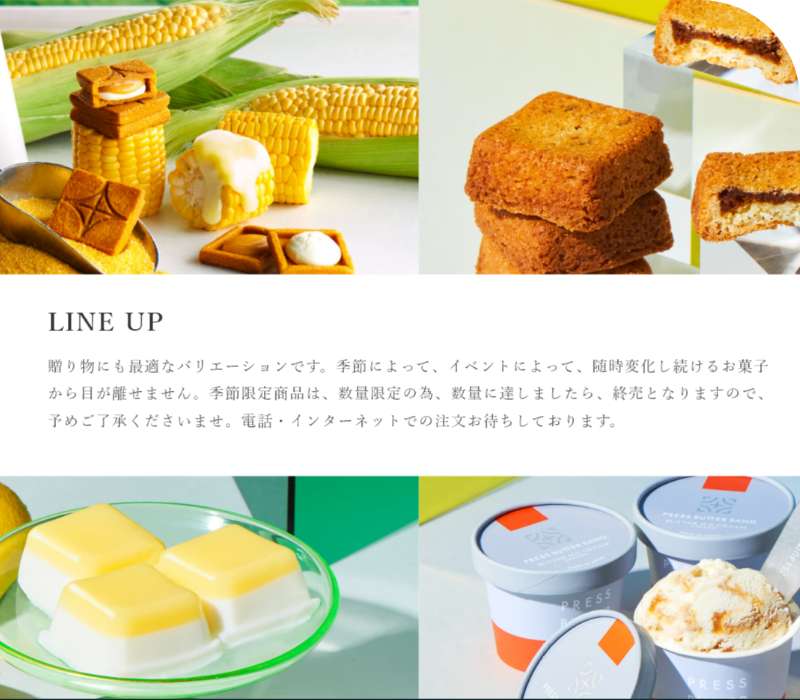 LINE UP
贈り物にも最適なバリエーションです。季節によって、イベントによって、随時変化し続けるお菓子
から目が離せません。季節限定商品は、数量限定の為、数量に達しましたら、終売となりますので、
予めご了承くださいませ。電話・インターネットでの注文お待ちしております。
PRESS BUTTER SAND
PRESS BUTTER SAND
PRESS
PRESS